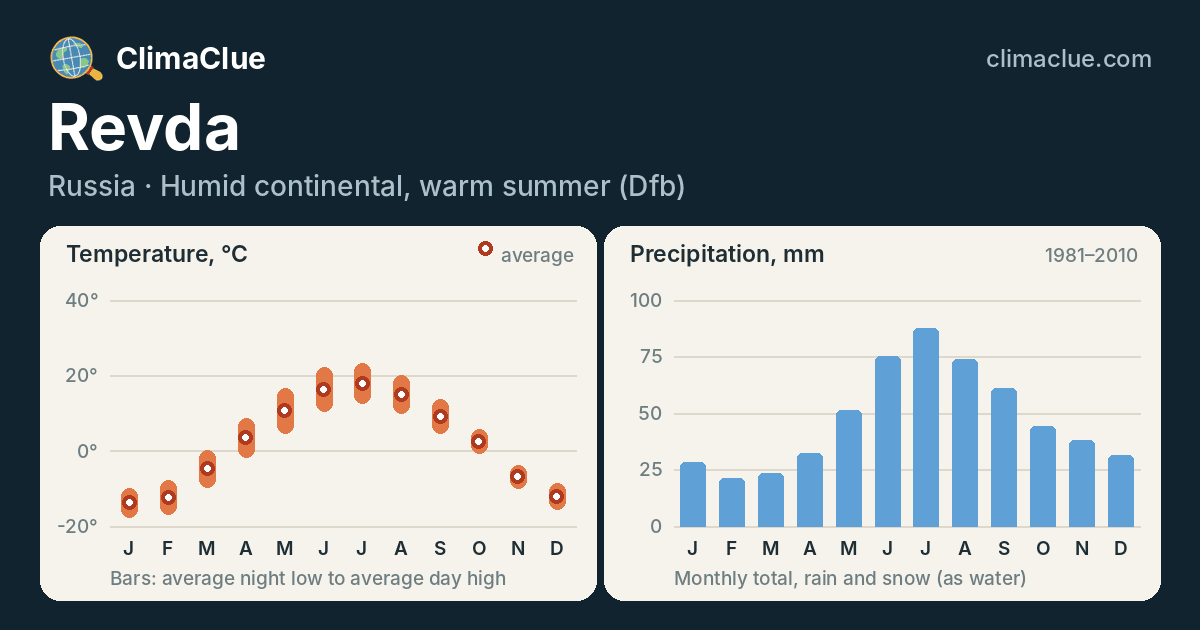 ClimaClue
climaclue.com
Revda
Russia · Humid continental, warm summer (Dfb)
Temperature, °C
average
40°
20°
0°
-20°
J F M A M J J A S O N D
Bars: average night low to average day high
Precipitation, mm
1981–2010
100
75
50
25
0
J F M A M J J A S O N D
Monthly total, rain and snow (as water)